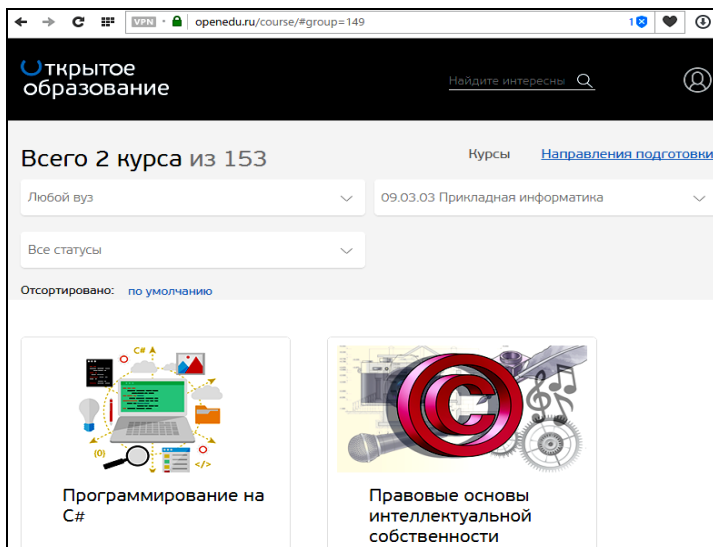 VPN openedu.ru/course/#group=149 1
Открытое
образование
Найдите интересны
Всего 2 курса из 153
Курсы Направления подготовки
Любой вуз
09.03.03 Прикладная информатика
Все статусы
Отсортировано: по умолчанию
C#
(0)
</>
C
Программирование на
C#
Правовые основы
интеллектуальной
собственности